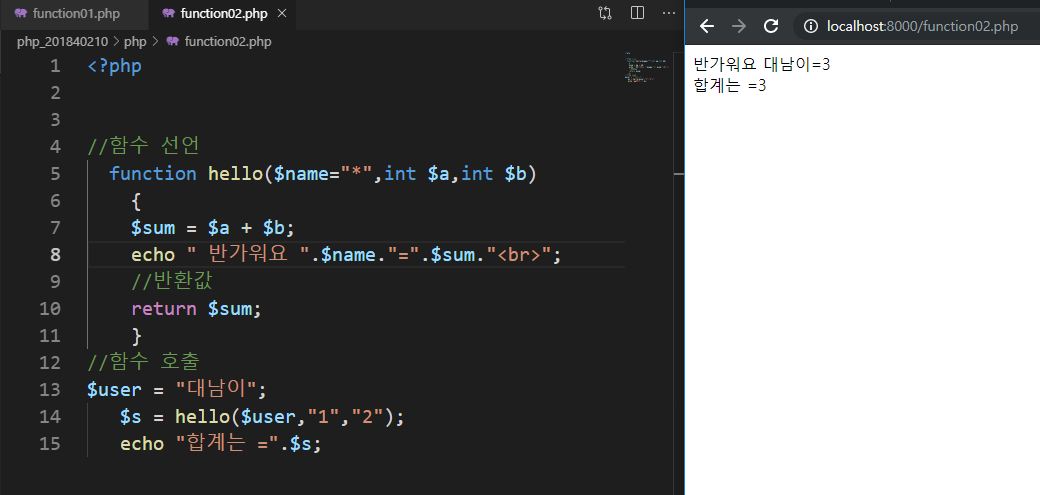 function01.php
function02.php ×
php_201840210 > php > function02.php
1 <?php
2
3
4 //함수 선언
5 function hello($name="*",int $a,int $b)
6 {
7 $sum = $a + $b;
8 echo " 반가워요 ".$name."=".$sum."<br>";
9 //반환값
10 return $sum;
11 }
12 //함수 호출
13 $user = "대남이";
14 $s = hello($user,"1","2");
15 echo "합계는 =".$s;
localhost:8000/function02.php
반가워요 대남이=3
합계는 =3